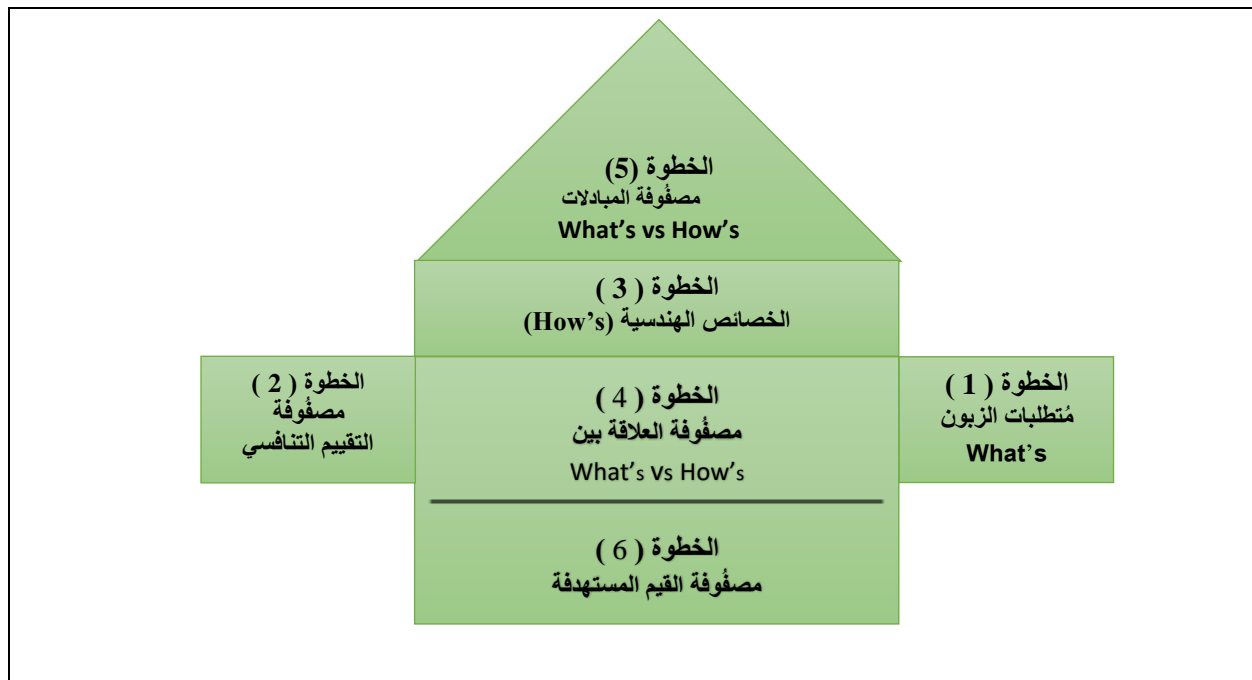 الخطوة (5)
مصفُوفة المبادلات
What's vs How's
الخطوة ( 3 )
الخصائص الهندسية (How's)
الخطوة ( 1 )
مُتطلبات الزبون
What's
الخطوة ( 4 )
مصفُوفة العلاقة بين
What's vs How's
الخطوة ( 2 )
مصفُوفة
التقييم التنافسي
الخطوة ( 6 )
مصفُوفة القيم المستهدفة